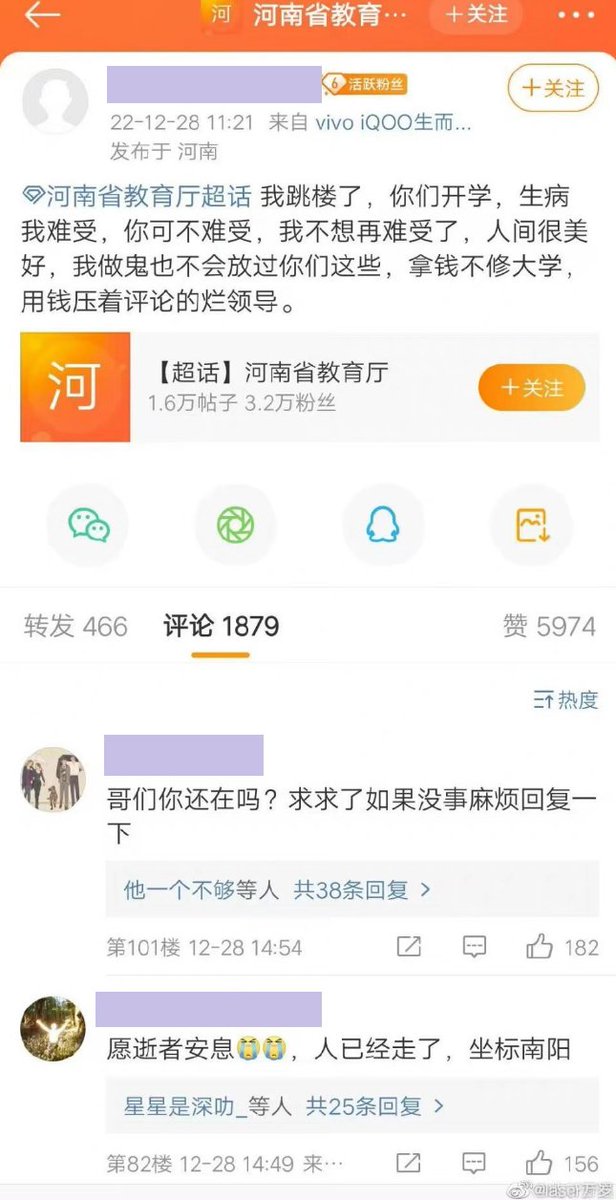 河
河南省教育…
＋关注
6 活跃粉丝
＋关注
22-12-28 11:21 来自 vivo iQOO生而...
发布于 河南
河南省教育厅超话 我跳楼了，你们开学，生病
我难受，你可不难受，我不想再难受了，人间很美
好，我做鬼也不会放过你们这些，拿钱不修大学，
用钱压着评论的烂领导。
河
【超话】河南省教育厅
1.6万帖子 3.2万粉丝
＋关注
转发 466 评论 1879 赞 5974
热度
哥们你还在吗？求求了如果没事麻烦回复一
下
他一个不够等人 共38条回复 >
第101楼 12-28 14:54 182
愿逝者安息😭😭，人已经走了，坐标南阳
星星是深叻_等人 共25条回复 >
第82楼 12-28 14:49 来… 156